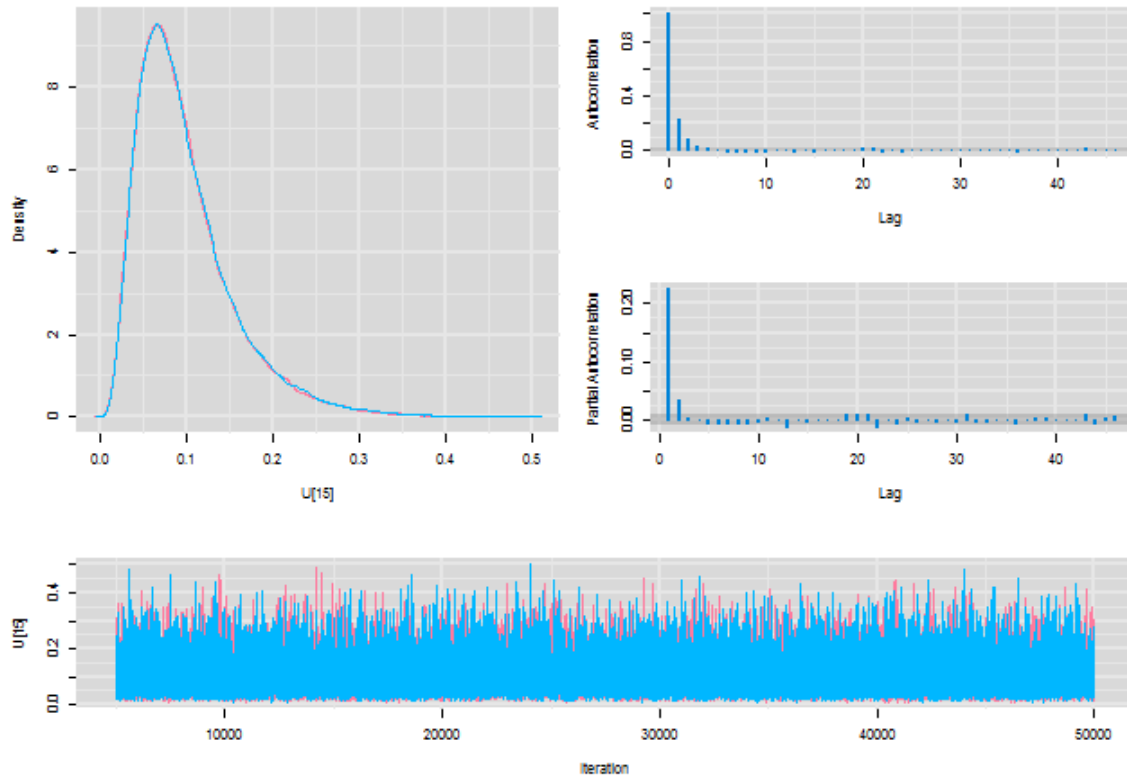 Density
8
6
4
2
0
0.0 0.1 0.2 0.3 0.4 0.5
U[15]
Autocorrelation
0.8
0.4
0.0
0 10 20 30 40
Lag
Partial Autocorrelation
0.20
0.10
0.00
0 10 20 30 40
Lag
U[15]
0.4
0.2
0.0
10000 20000 30000 40000 50000
Iteration